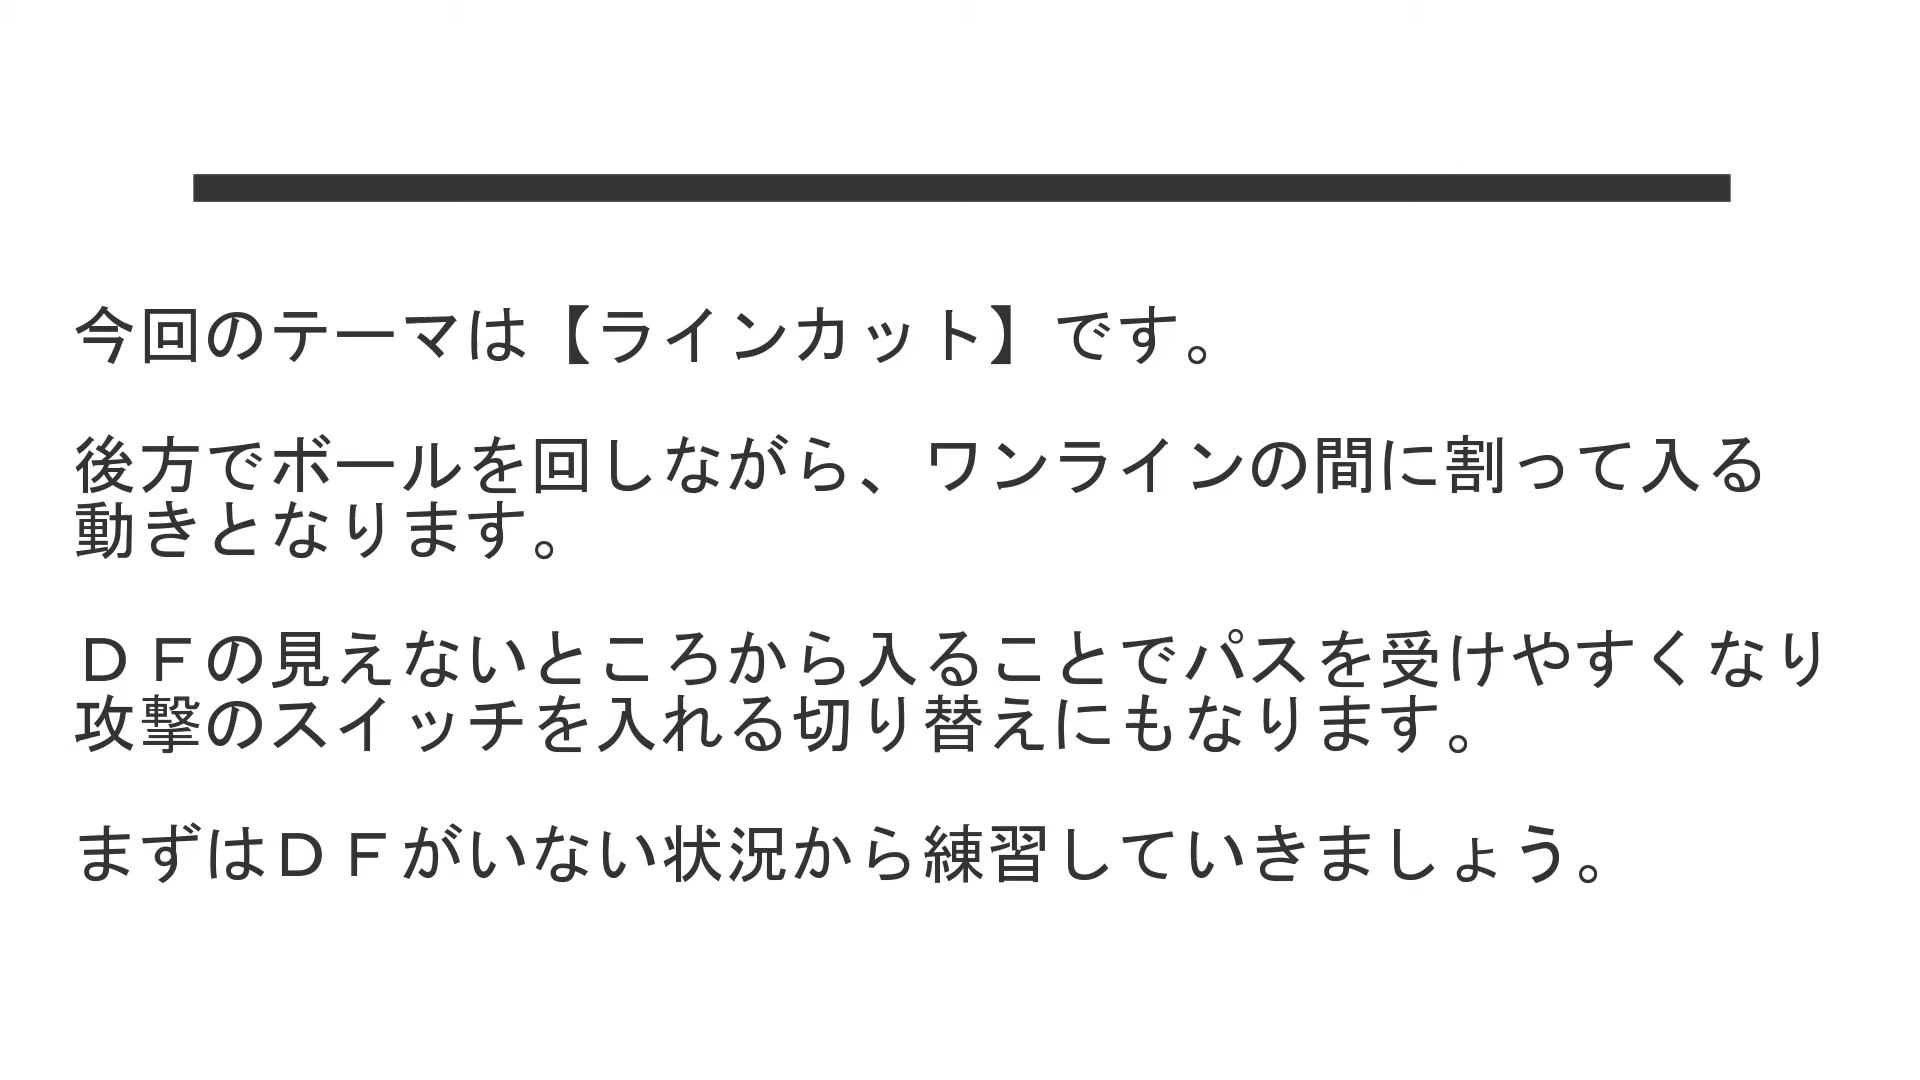 今回のテーマは【ラインカット】です。
後方でボールを回しながら、ワンラインの間に割って入る
動きとなります。
ＤＦの見えないところから入ることでパスを受けやすくなり
攻撃のスイッチを入れる切り替えにもなります。
まずはＤＦがいない状況から練習していきましょう。